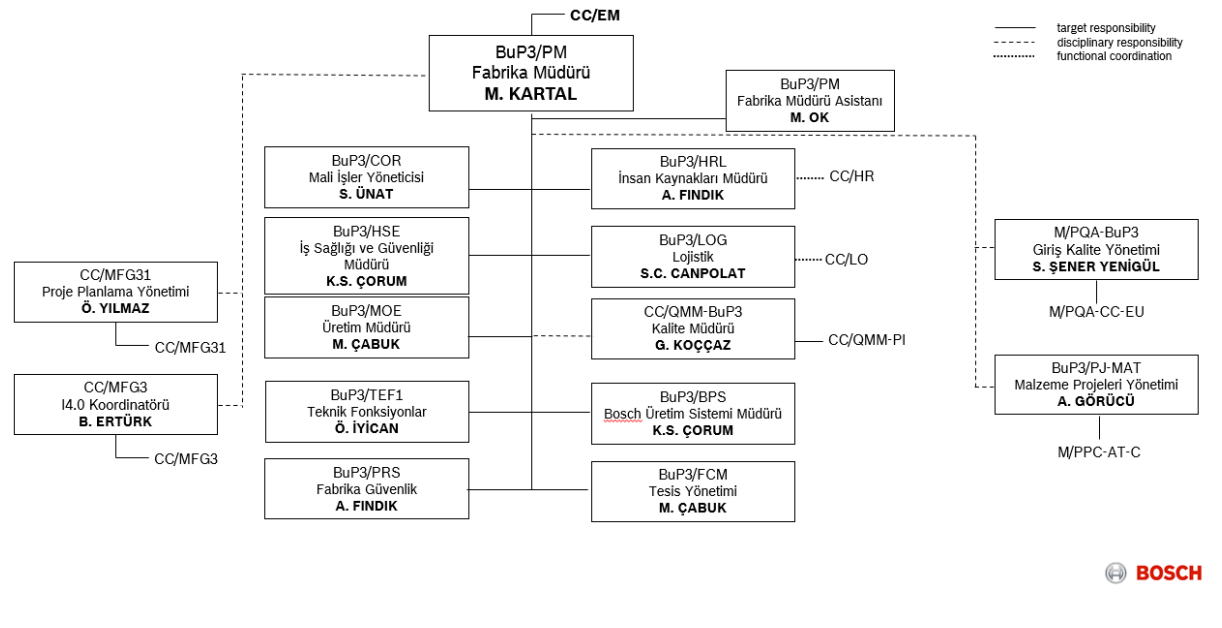 CC/EM
BuP3/PM
Fabrika Müdürü
M. KARTAL
target responsibility
disciplinary responsibility
functional coordination
BuP3/PM
Fabrika Müdürü Asistanı
M. OK
BuP3/COR
Mali İşler Yöneticisi
S. ÜNAT
BuP3/HRL
İnsan Kaynakları Müdürü
A. FINDIK
CC/HR
BuP3/HSE
İş Sağlığı ve Güvenliği
Müdürü
K.S. ÇORUM
BuP3/LOG
Lojistik
S.C. CANPOLAT
CC/LO
M/PQA-BuP3
Giriş Kalite Yönetimi
S. ŞENER YENİGÜL
M/PQA-CC-EU
CC/MFG31
Proje Planlama Yönetimi
Ö. YILMAZ
CC/MFG31
BuP3/MOE
Üretim Müdürü
M. ÇABUK
CC/QMM-BuP3
Kalite Müdürü
G. KOÇÇAZ
CC/QMM-PI
BuP3/PJ-MAT
Malzeme Projeleri Yönetimi
A. GÖRÜCÜ
M/PPC-AT-C
CC/MFG3
I4.0 Koordinatörü
B. ERTÜRK
CC/MFG3
BuP3/TEF1
Teknik Fonksiyonlar
Ö. İYİCAN
BuP3/BPS
Bosch Üretim Sistemi Müdürü
K.S. ÇORUM
BuP3/PRS
Fabrika Güvenlik
A. FINDIK
BuP3/FCM
Tesis Yönetimi
M. ÇABUK
BOSCH